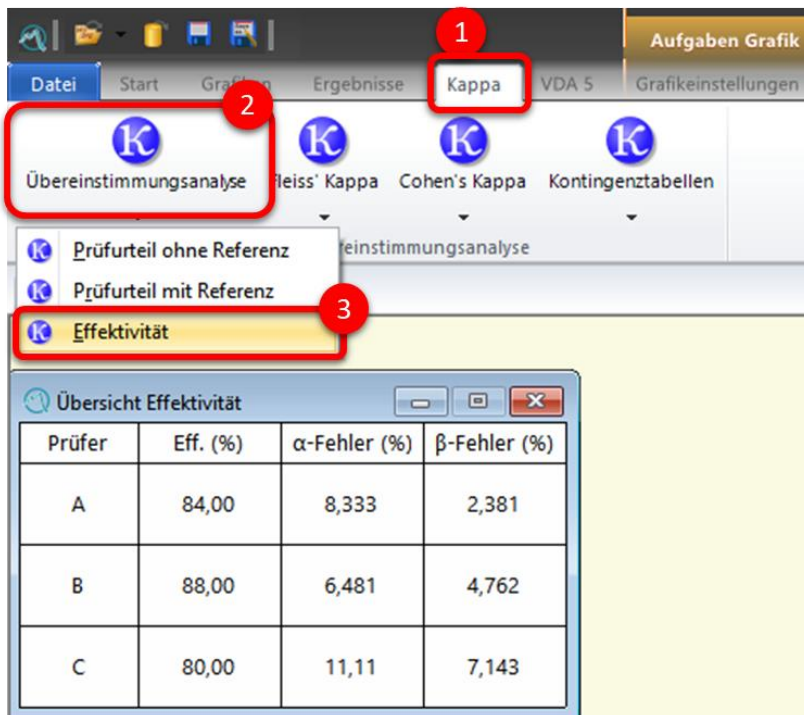 1
Aufgaben Grafik
Datei Start Grafiken Ergebnisse Kappa VDA 5 Grafikeinstellungen
2
Übereinstimmungsanalyse Fleiss' Kappa Cohen's Kappa Kontingenztabellen
Prüfurteil ohne Referenz
einstimmungsanalyse
Prüfurteil mit Referenz
3
Effektivität
Übersicht Effektivität
Prüfer Eff. (%) α-Fehler (%) β-Fehler (%)
A 84,00 8,333 2,381
B 88,00 6,481 4,762
C 80,00 11,11 7,143